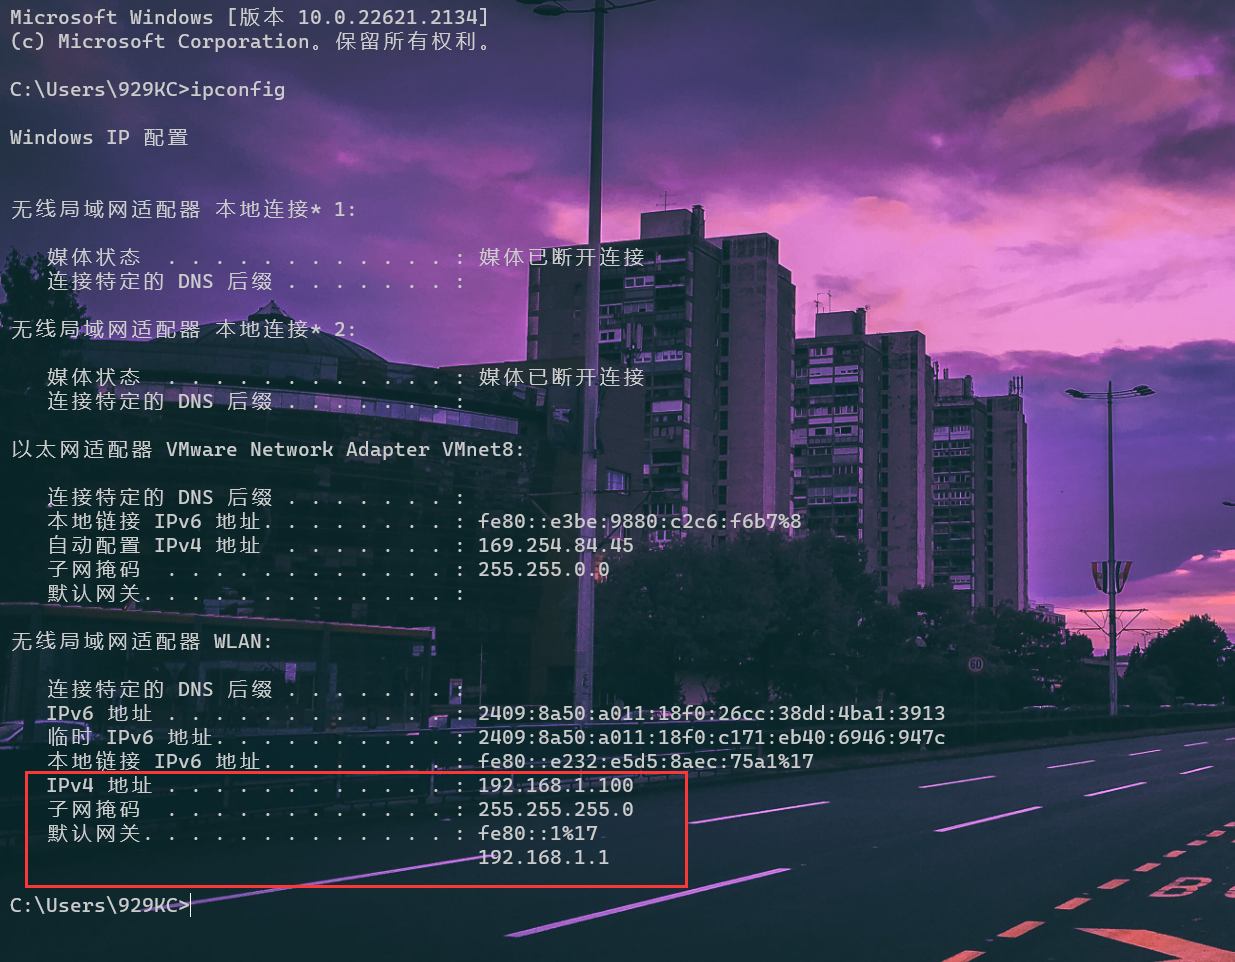 Microsoft Windows [版本 10.0.22621.2134]
(c) Microsoft Corporation。保留所有权利。
C:\Users\929KC>ipconfig
Windows IP 配置
无线局域网适配器 本地连接* 1:
媒体状态 . . . . . . . . . . . . : 媒体已断开连接
连接特定的 DNS 后缀 . . . . . . . :
无线局域网适配器 本地连接* 2:
媒体状态 . . . . . . . . . . . . : 媒体已断开连接
连接特定的 DNS 后缀 . . . . . . . :
以太网适配器 VMware Network Adapter VMnet8:
连接特定的 DNS 后缀 . . . . . . . :
本地链接 IPv6 地址. . . . . . . . : fe80::e3be:9880:c2c6:f6b7%8
自动配置 IPv4 地址 . . . . . . . : 169.254.84.45
子网掩码 . . . . . . . . . . . . : 255.255.0.0
默认网关. . . . . . . . . . . . . :
无线局域网适配器 WLAN:
连接特定的 DNS 后缀 . . . . . . . :
IPv6 地址 . . . . . . . . . . . . : 2409:8a50:a011:18f0:26cc:38dd:4ba1:3913
临时 IPv6 地址. . . . . . . . . . : 2409:8a50:a011:18f0:c171:eb40:6946:947c
本地链接 IPv6 地址. . . . . . . . : fe80::e232:e5d5:8aec:75a1%17
IPv4 地址 . . . . . . . . . . . . : 192.168.1.100
子网掩码 . . . . . . . . . . . . : 255.255.255.0
默认网关. . . . . . . . . . . . . : fe80::1%17
192.168.1.1
C:\Users\929KC>
60